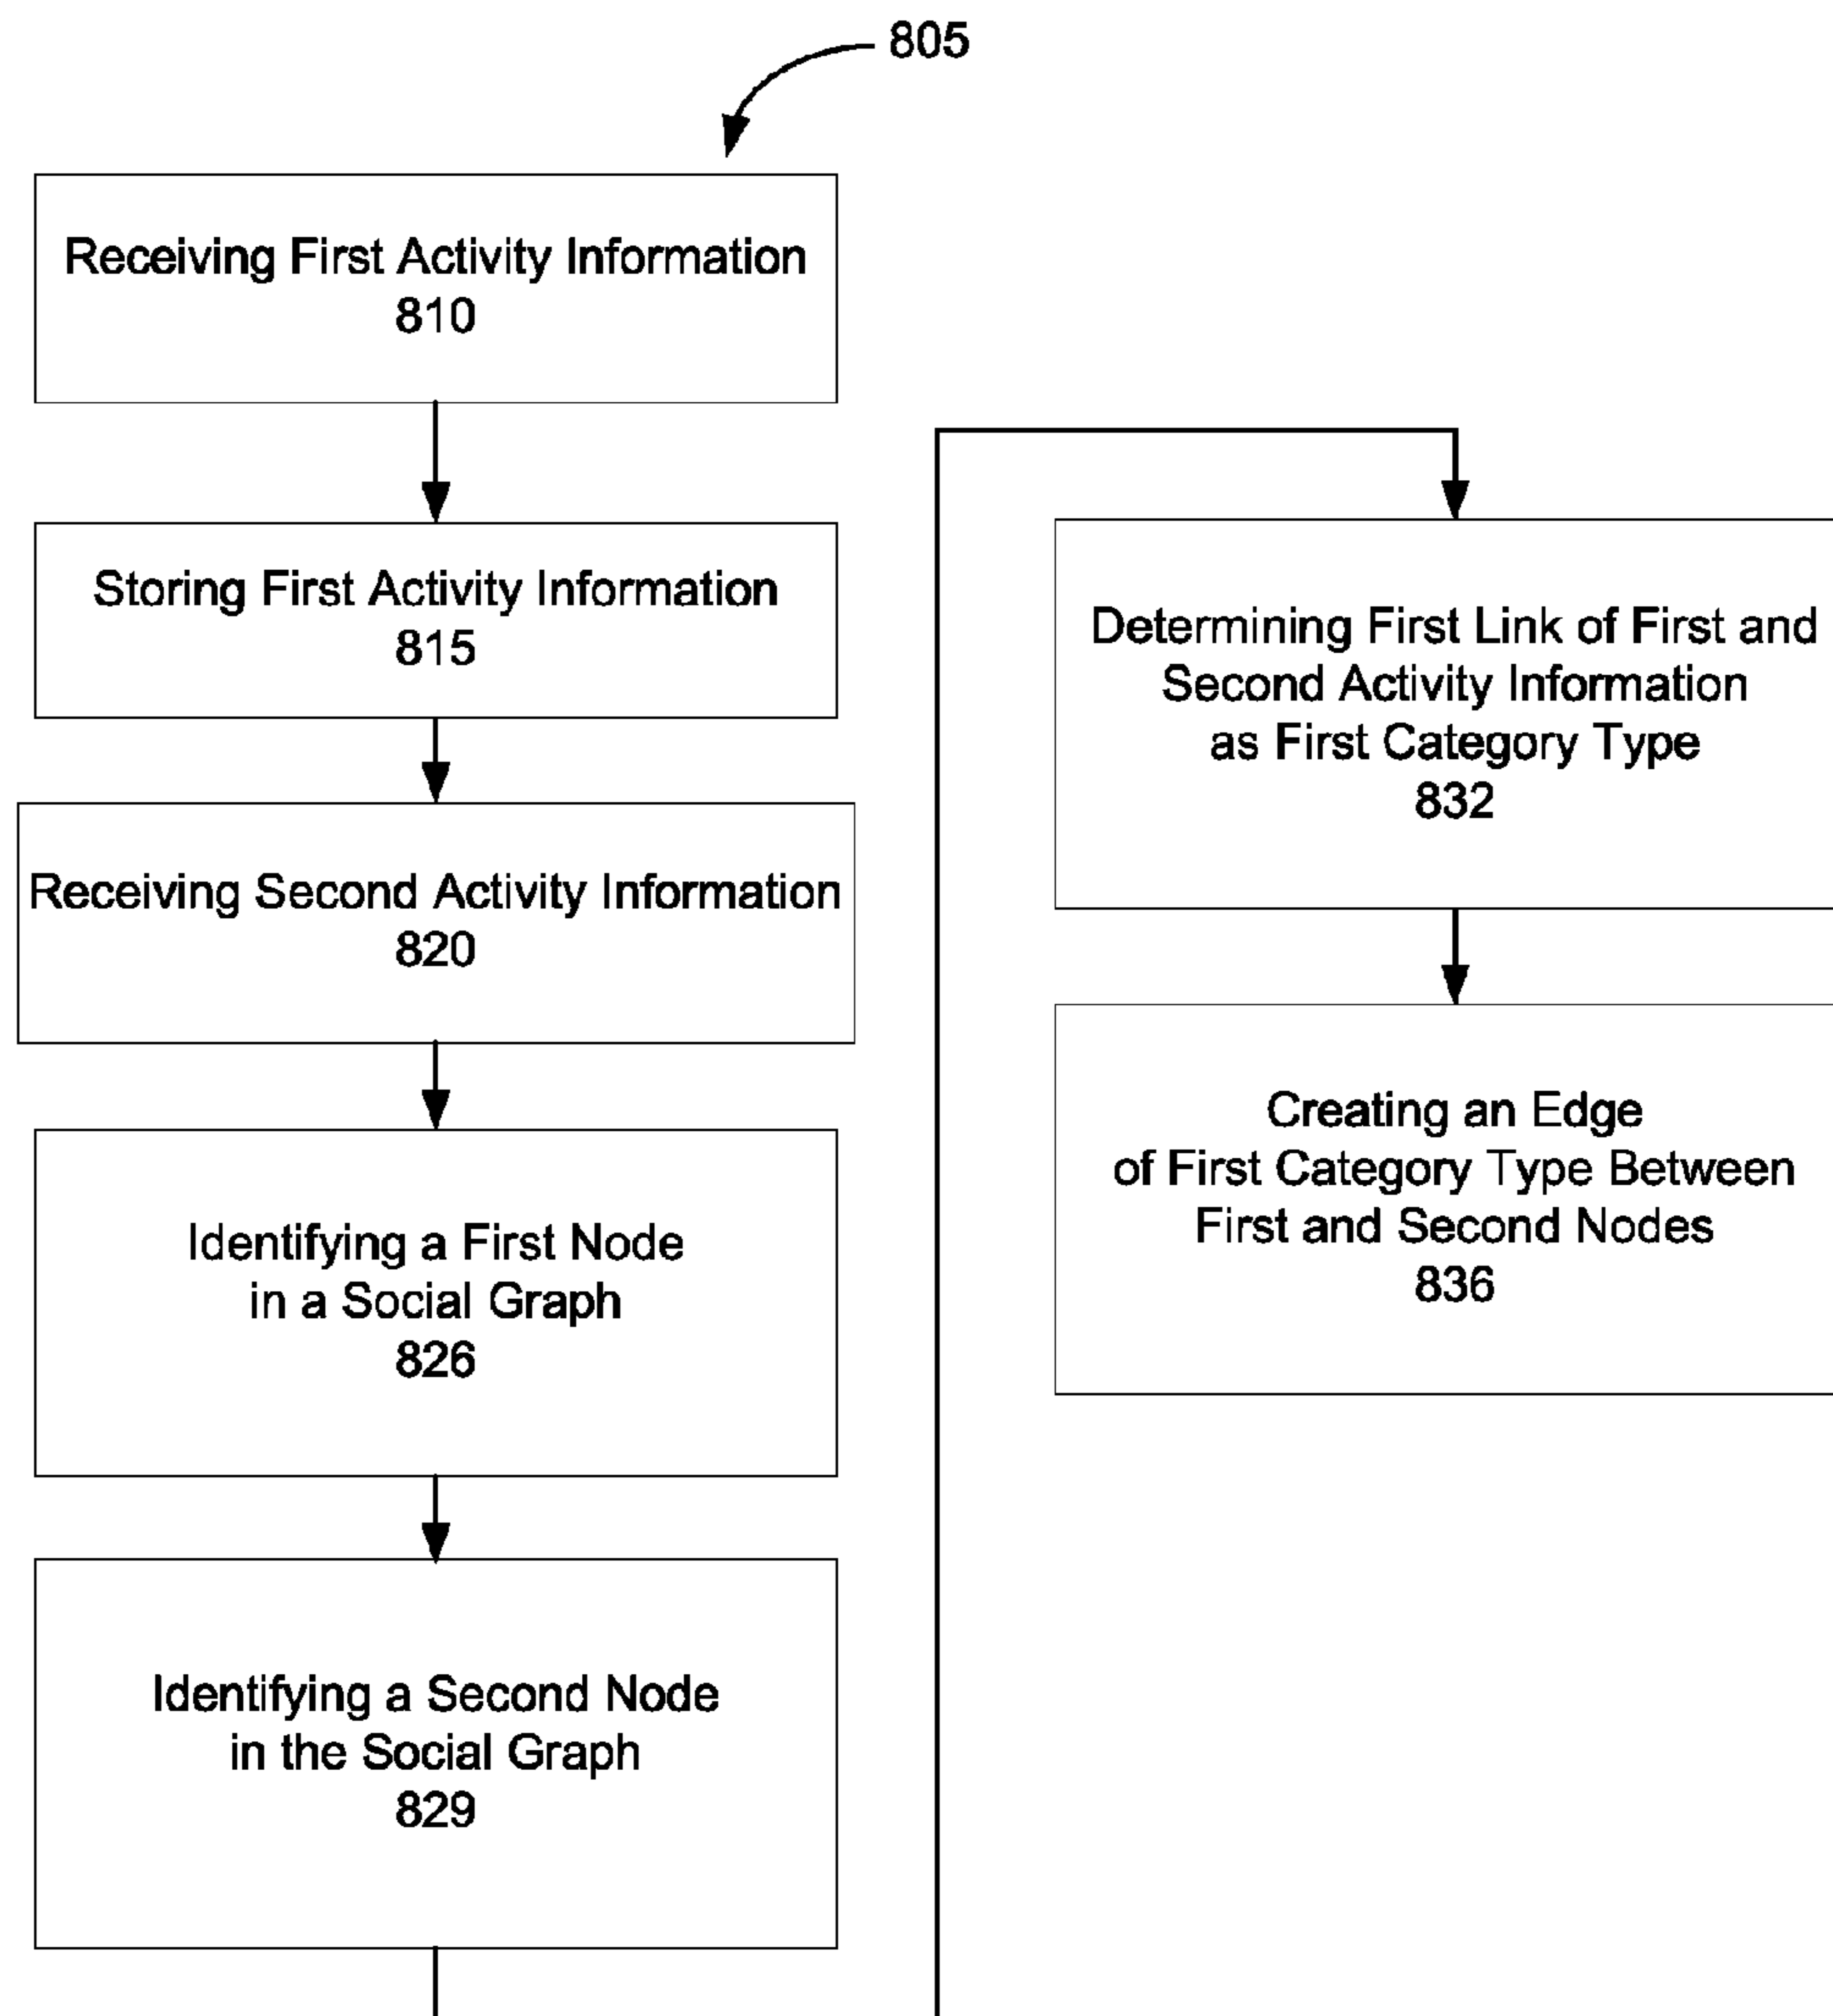 805
Receiving First Activity Information
810
Storing First Activity Information
815
Receiving Second Activity Information
820
Identifying a First Node
in a Social Graph
826
Identifying a Second Node
in the Social Graph
829
Determining First Link of First and
Second Activity Information
as First Category Type
832
Creating an Edge
of First Category Type Between
First and Second Nodes
836